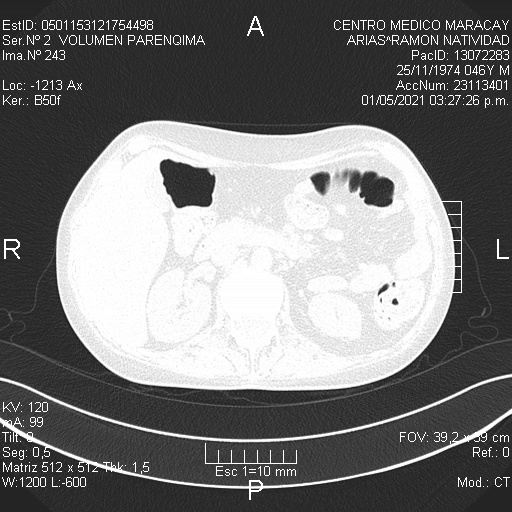 EstID: 0501153121754498
Ser.Nº 2 VOLUMEN PARENQIMA
Ima.Nº 243
Loc: -1213 Ax
Ker.: B50f
A
CENTRO MEDICO MARACAY
ARIAS^RAMON NATIVIDAD
PacID: 13072283
25/11/1974 046Y M
AccNum: 23113401
01/05/2021 03:27:26 p.m.
R
L
KV: 120
mA: 99
Tilt: 0
Seg: 0,5
Matriz 512 x 512 Thk: 1,5
W:1200 L:-600
Esc 1=10 mm
P
FOV: 39,2 x 39 cm
Ref.: 0
Mod.: CT